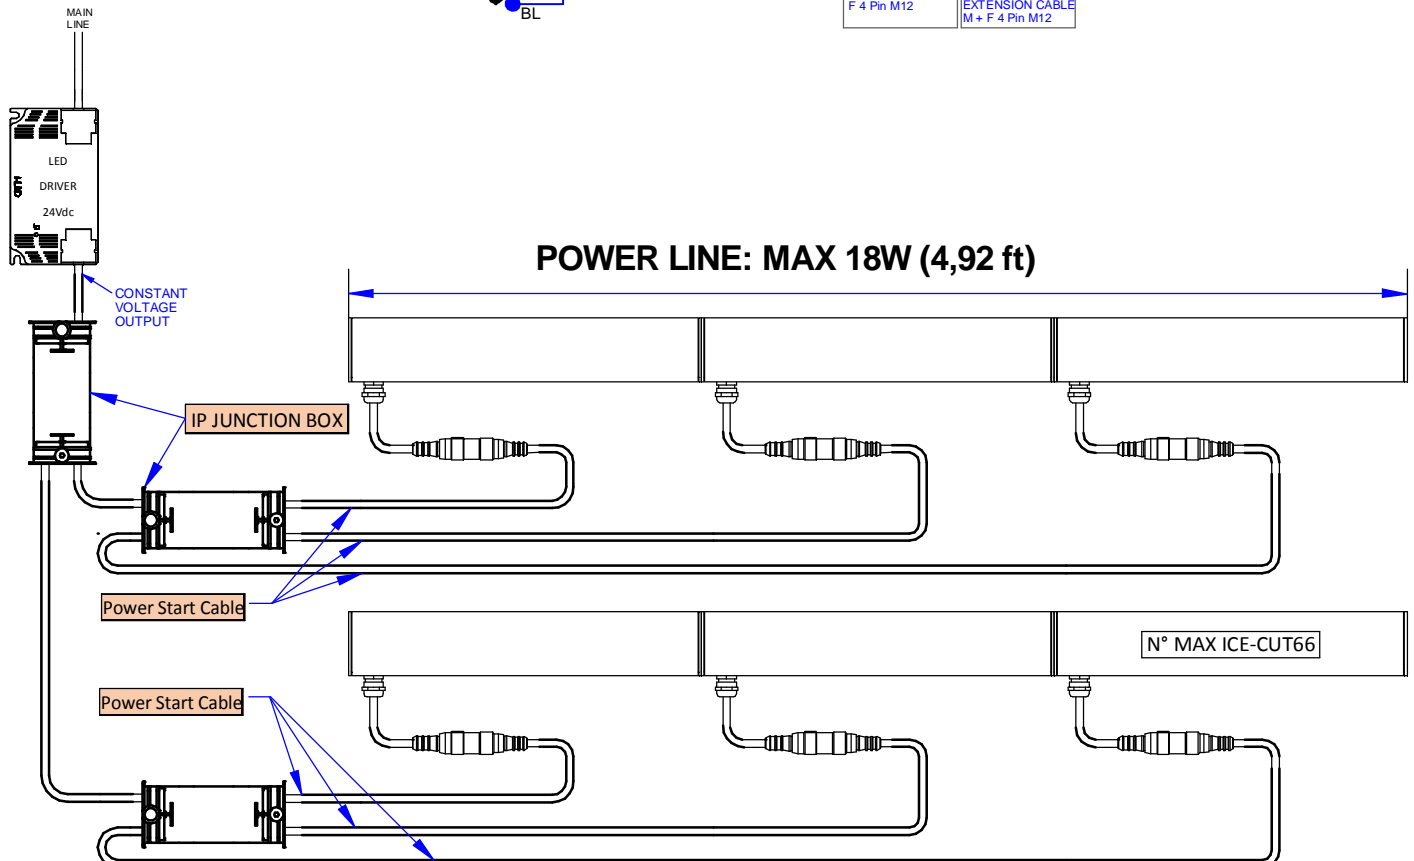 MAIN
LINE
BL
F 4 Pin M12
EXTENSION CABLE
M + F 4 Pin M12
LED
DRIVER
24Vdc
POWER LINE: MAX 18W (4,92 ft)
CONSTANT
VOLTAGE
OUTPUT
IP JUNCTION BOX
Power Start Cable
N° MAX ICE-CUT66
Power Start Cable